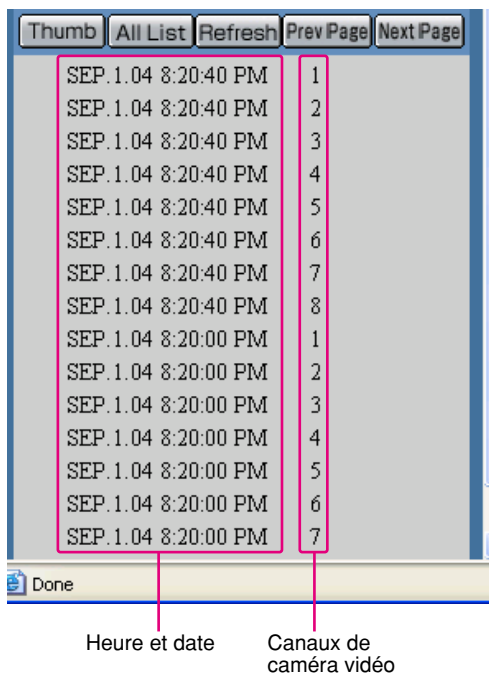 Thumb All List Refresh Prev Page Next Page
SEP.1.04 8:20:40 PM 1
SEP.1.04 8:20:40 PM 2
SEP.1.04 8:20:40 PM 3
SEP.1.04 8:20:40 PM 4
SEP.1.04 8:20:40 PM 5
SEP.1.04 8:20:40 PM 6
SEP.1.04 8:20:40 PM 7
SEP.1.04 8:20:40 PM 8
SEP.1.04 8:20:00 PM 1
SEP.1.04 8:20:00 PM 2
SEP.1.04 8:20:00 PM 3
SEP.1.04 8:20:00 PM 4
SEP.1.04 8:20:00 PM 5
SEP.1.04 8:20:00 PM 6
SEP.1.04 8:20:00 PM 7
Done
Heure et date
Canaux de
caméra vidéo